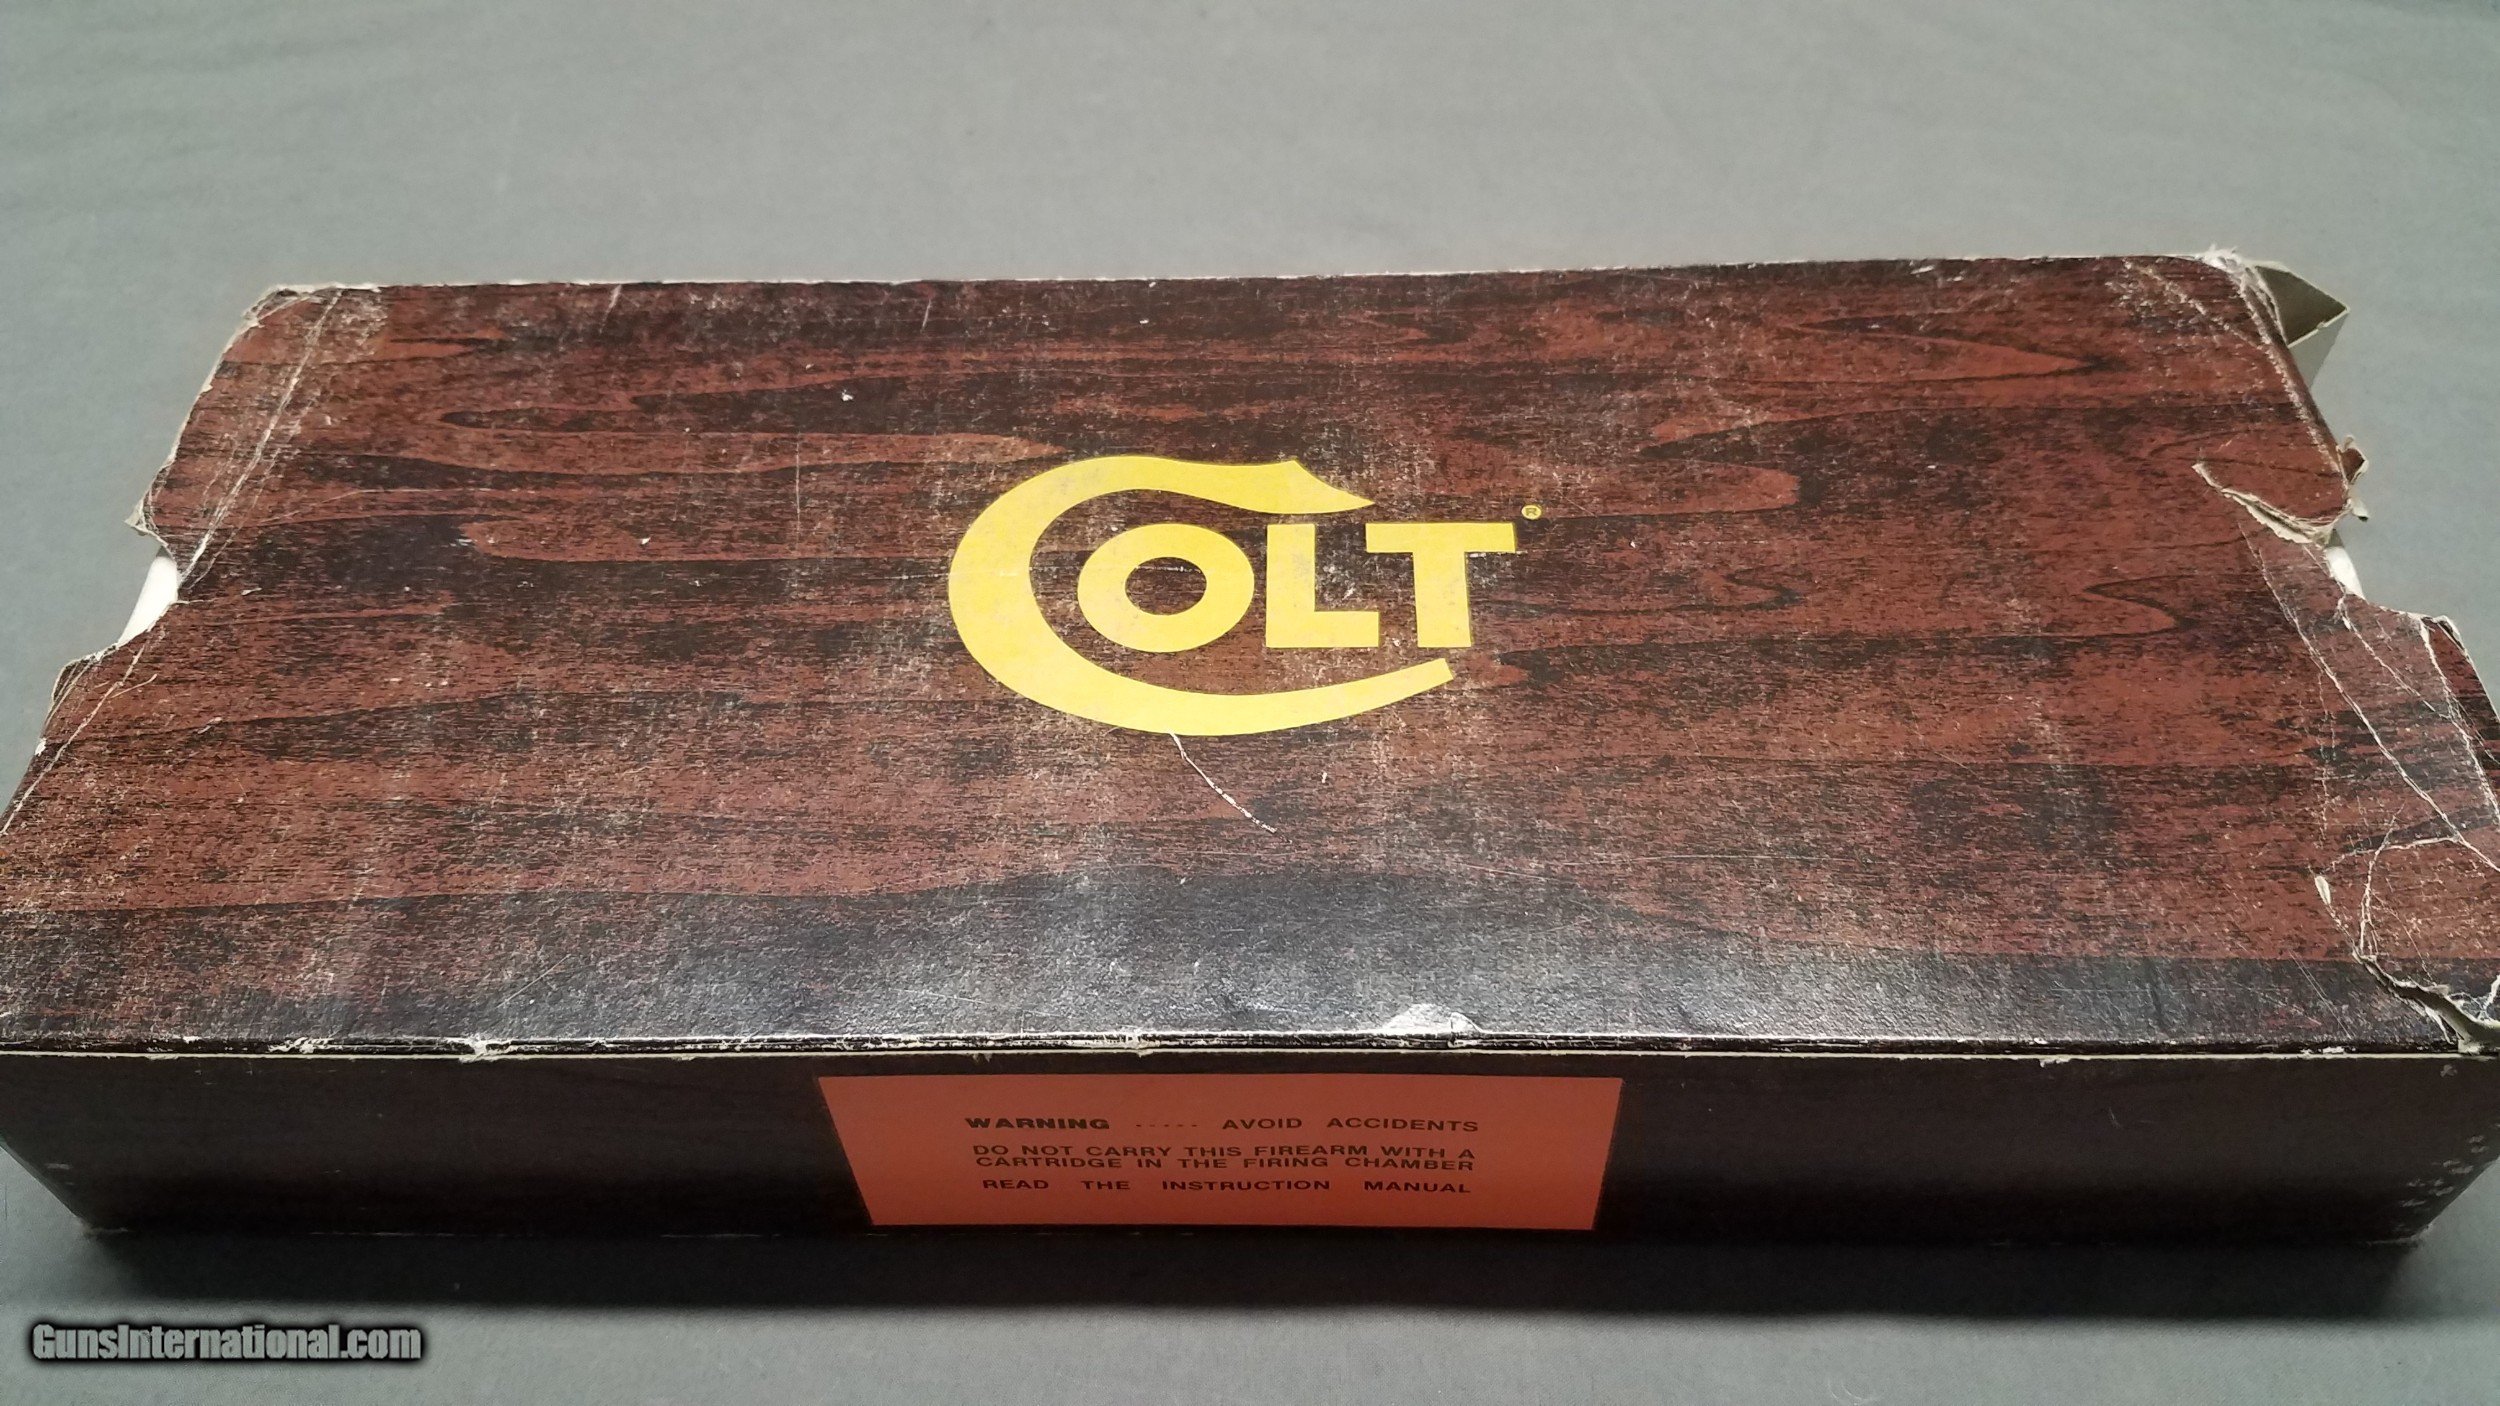 COLT®
WARNING ----- AVOID ACCIDENTS
DO NOT CARRY THIS FIREARM WITH A
CARTRIDGE IN THE FIRING CHAMBER
READ THE INSTRUCTION MANUAL
GunsInternational.com